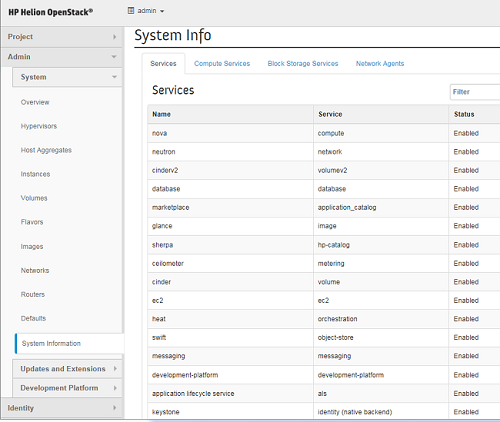 HP Helion OpenStack®
admin
Project
Admin
System
Overview
Hypervisors
Host Aggregates
Instances
Volumes
Flavors
Images
Networks
Routers
Defaults
System Information
Updates and Extensions
Development Platform
Identity
System Info
Services Compute Services Block Storage Services Network Agents
Services
Filter
Name Service Status
nova compute Enabled
neutron network Enabled
cinderv2 volumev2 Enabled
database database Enabled
marketplace application_catalog Enabled
glance image Enabled
sherpa hp-catalog Enabled
ceilometer metering Enabled
cinder volume Enabled
ec2 ec2 Enabled
heat orchestration Enabled
swift object-store Enabled
messaging messaging Enabled
development-platform development-platform Enabled
application lifecycle service als Enabled
keystone identity (native backend) Enabled